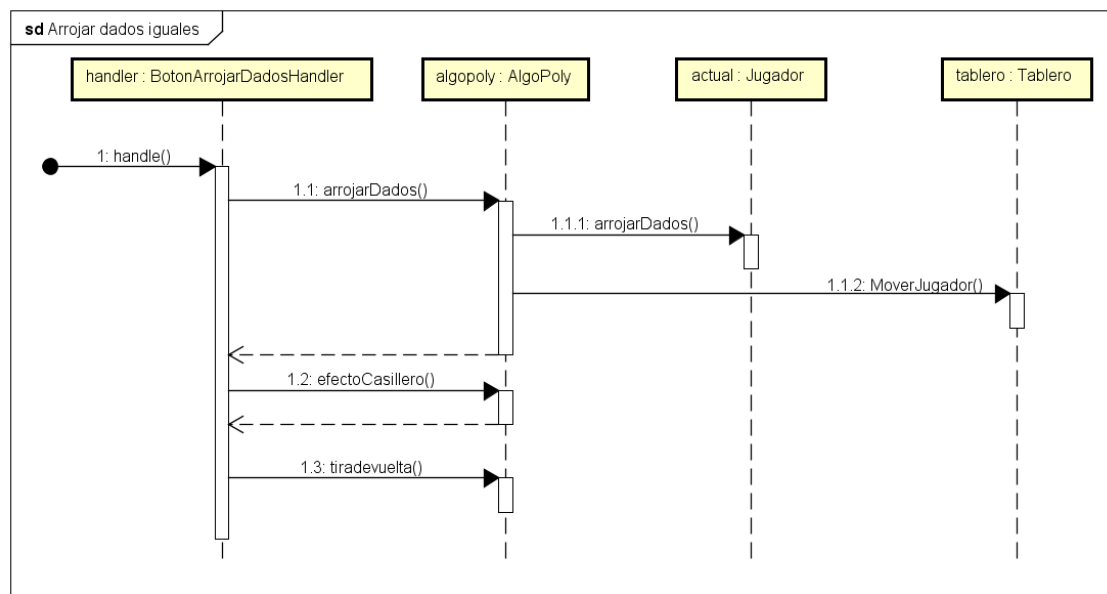 sd Arrojar dados iguales
handler : BotonArrojarDadosHandler
algopoly : AlgoPoly
actual : Jugador
tablero : Tablero
1: handle()
1.1: arrojarDados()
1.1.1: arrojarDados()
1.1.2: MoverJugador()
1.2: efectoCasillero()
1.3: tiradevuelta()